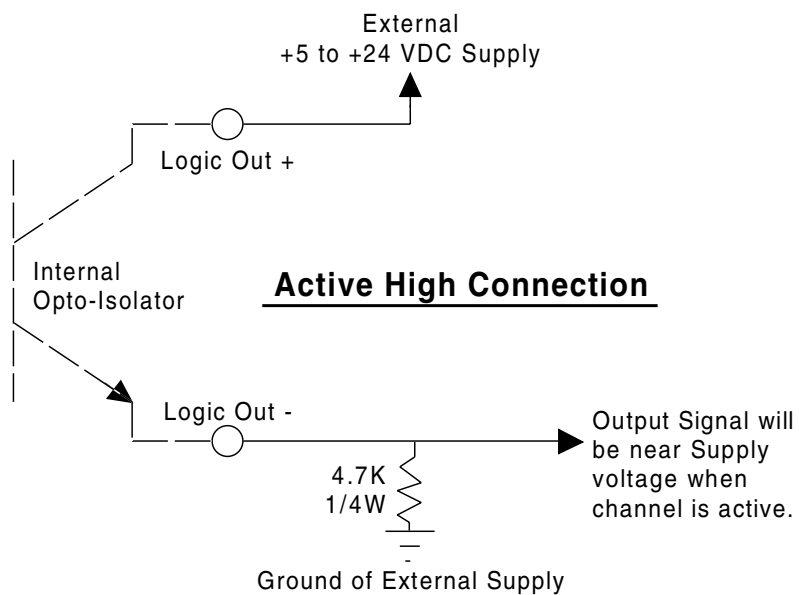 External
+5 to +24 VDC Supply
Logic Out +
Internal
Opto-Isolator
Active High Connection
Logic Out -
Output Signal will
be near Supply
voltage when
channel is active.
4.7K
1/4W
Ground of External Supply